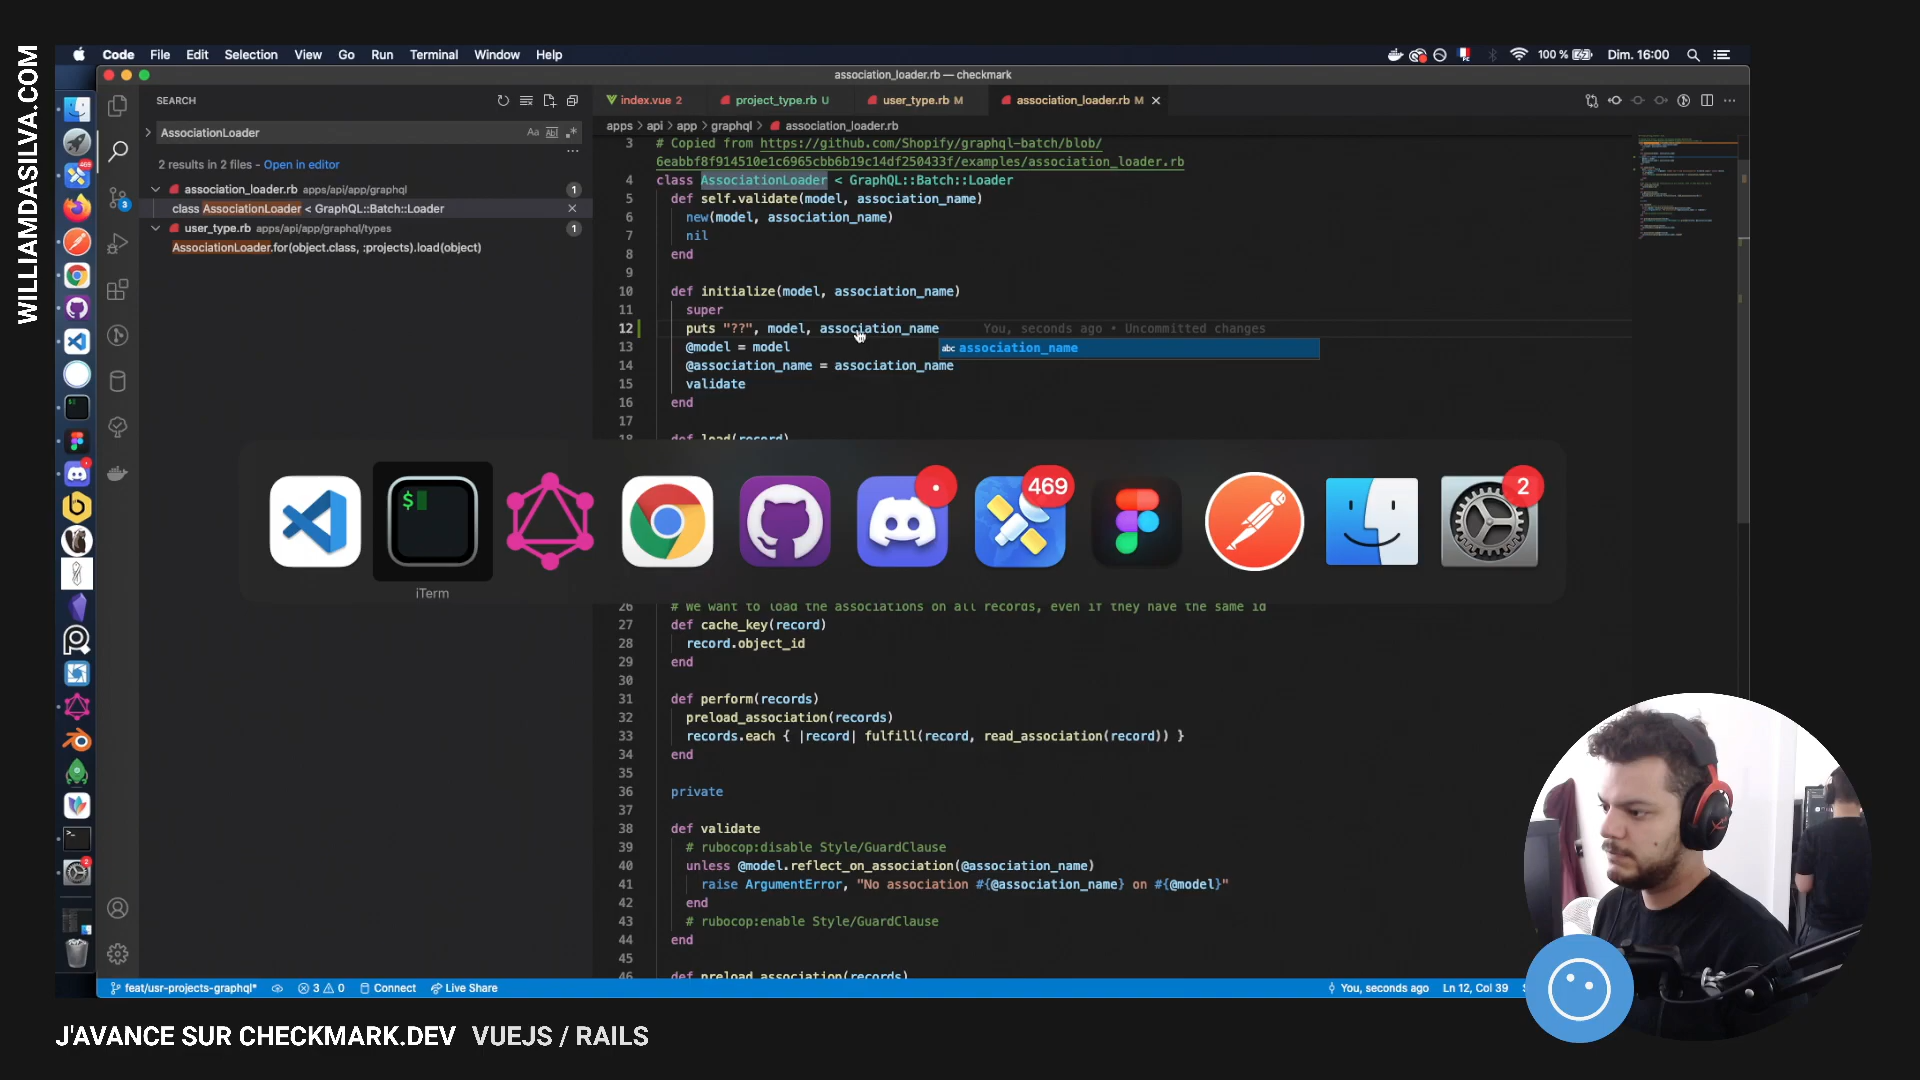 WILLIAMDASILVA.COM
Code File Edit Selection View Go Run Terminal Window Help
100 % Dim. 16:00
association_loader.rb — checkmark
SEARCH
AssociationLoader
2 results in 2 files - Open in editor
association_loader.rb apps/api/app/graphql 1
class AssociationLoader < GraphQL::Batch::Loader
user_type.rb apps/api/app/graphql/types 1
AssociationLoader.for(object.class, :projects).load(object)
index.vue 2 project_type.rb U user_type.rb M association_loader.rb M
apps > api > app > graphql > association_loader.rb
3 # Copied from https://github.com/Shopify/graphql-batch/blob/
6eabbf8f914510e1c6965cbb6b19c14df250433f/examples/association_loader.rb
4 class AssociationLoader < GraphQL::Batch::Loader
5 def self.validate(model, association_name)
6 new(model, association_name)
7 nil
8 end
9
10 def initialize(model, association_name)
11 super
12 puts "??", model, association_name You, seconds ago • Uncommitted changes
13 @model = model
abc association_name
14 @association_name = association_name
15 validate
16 end
17
18 def load(record)
469
2
$
iTerm
26 # We want to load the associations on all records, even if they have the same id
27 def cache_key(record)
28 record.object_id
29 end
30
31 def perform(records)
32 preload_association(records)
33 records.each { |record| fulfill(record, read_association(record)) }
34 end
35
36 private
37
38 def validate
39 # rubocop:disable Style/GuardClause
40 unless @model.reflect_on_association(@association_name)
41 raise ArgumentError, "No association #{@association_name} on #{@model}"
42 end
43 # rubocop:enable Style/GuardClause
44 end
45
46 def preload_association(records)
feat/usr-projects-graphql* 3 0 Connect Live Share You, seconds ago Ln 12, Col 39
J'AVANCE SUR CHECKMARK.DEV VUEJS / RAILS